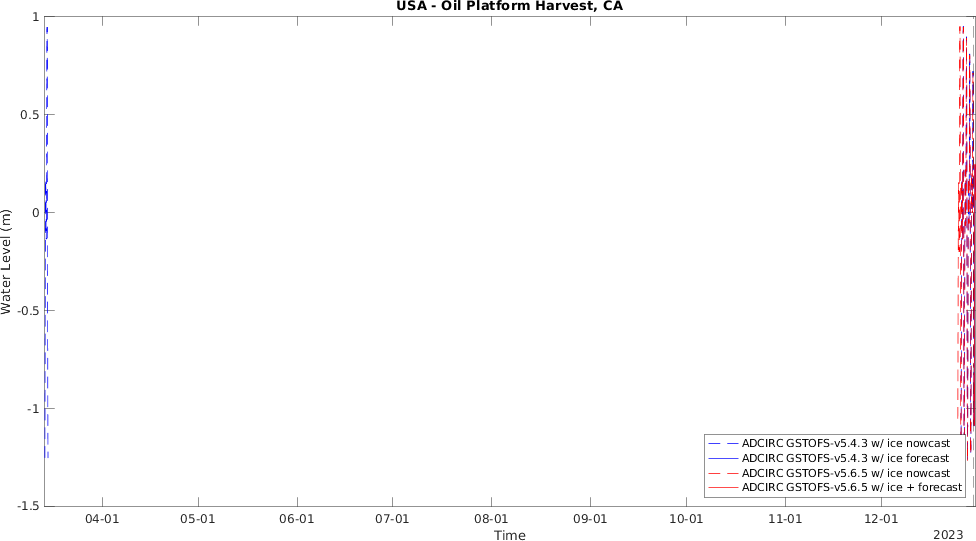 USA - Oil Platform Harvest, CA
1
0.5
0
-0.5
-1
-1.5
Water Level (m)
04-01 05-01 06-01 07-01 08-01 09-01 10-01 11-01 12-01
Time
2023
ADCIRC GSTOFS-v5.4.3 w/ ice nowcast
ADCIRC GSTOFS-v5.4.3 w/ ice forecast
ADCIRC GSTOFS-v5.6.5 w/ ice nowcast
ADCIRC GSTOFS-v5.6.5 w/ ice + forecast